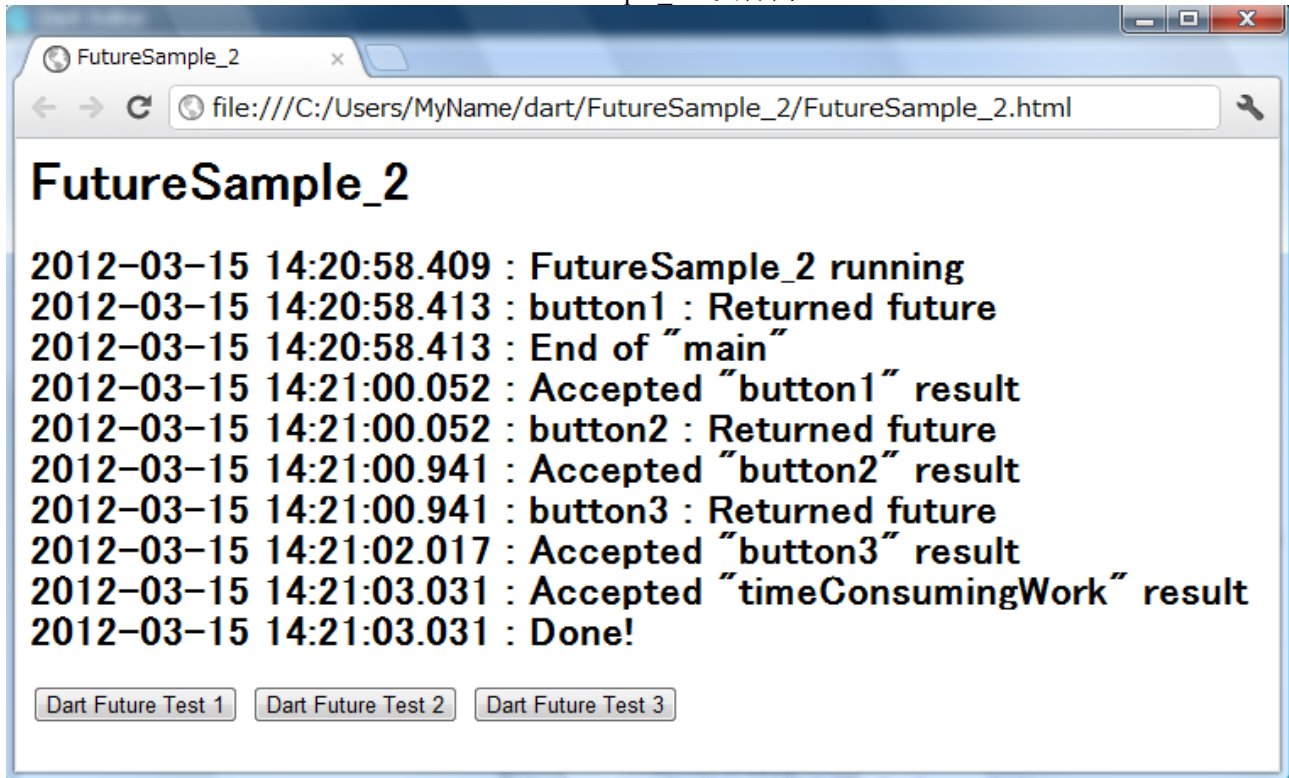 FutureSample_2
file:///C:/Users/MyName/dart/FutureSample_2/FutureSample_2.html
FutureSample_2
2012-03-15 14:20:58.409 : FutureSample_2 running
2012-03-15 14:20:58.413 : button1 : Returned future
2012-03-15 14:20:58.413 : End of "main"
2012-03-15 14:21:00.052 : Accepted "button1" result
2012-03-15 14:21:00.052 : button2 : Returned future
2012-03-15 14:21:00.941 : Accepted "button2" result
2012-03-15 14:21:00.941 : button3 : Returned future
2012-03-15 14:21:02.017 : Accepted "button3" result
2012-03-15 14:21:03.031 : Accepted "timeConsumingWork" result
2012-03-15 14:21:03.031 : Done!
Dart Future Test 1 Dart Future Test 2 Dart Future Test 3